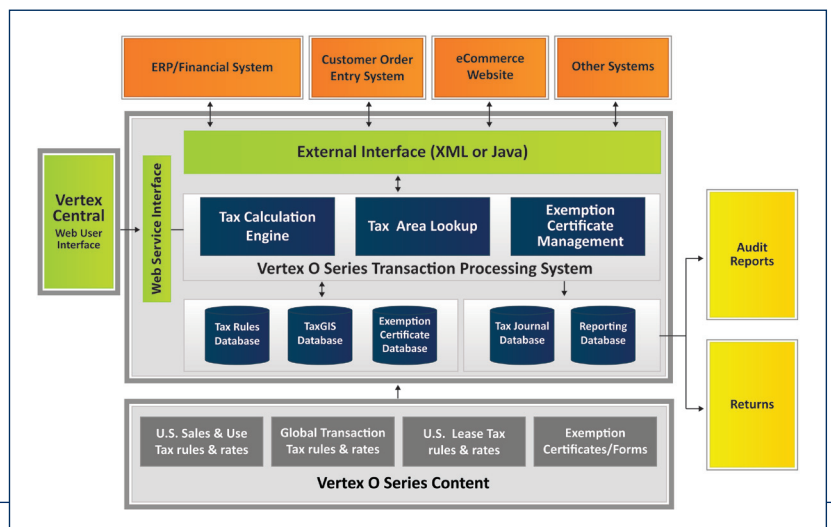 ERP/Financial System
Customer Order
Entry System
eCommerce
Website
Other Systems
External Interface (XML or Java)
Vertex
Central
Web User
Interface
Web Service Interface
Tax Calculation
Engine
Tax Area Lookup
Exemption
Certificate
Management
Vertex O Series Transaction Processing System
Tax Rules
Database
TaxGIS
Database
Exemption
Certificate
Database
Tax Journal
Database
Reporting
Database
Audit
Reports
Returns
U.S. Sales & Use
Tax rules & rates
Global Transaction
Tax rules & rates
U.S. Lease Tax
rules & rates
Exemption
Certificates/Forms
Vertex O Series Content